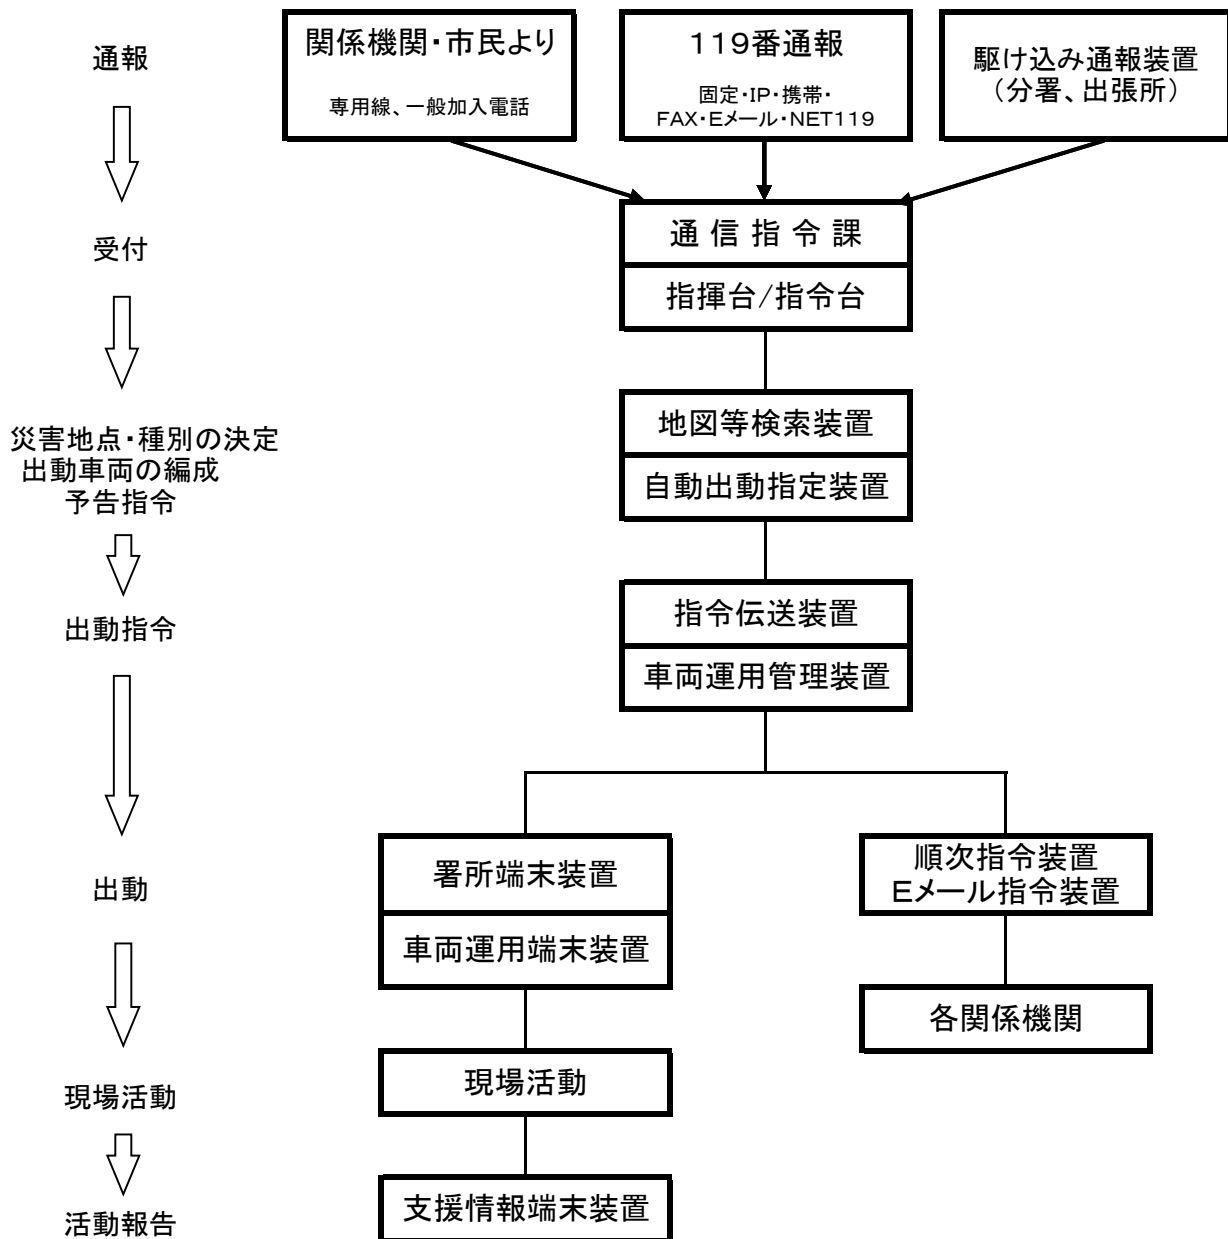 通報
関係機関・市民より
専用線、一般加入電話
119番通報
固定・IP・携帯・
FAX・Eメール・NET119
駆け込み通報装置
（分署、出張所）
受付
通信指令課
指揮台/指令台
災害地点・種別の決定
出動車両の編成
予告指令
地図等検索装置
自動出動指定装置
出動指令
指令伝送装置
車両運用管理装置
出動
署所端末装置
車両運用端末装置
順次指令装置
Eメール指令装置
各関係機関
現場活動
現場活動
活動報告
支援情報端末装置